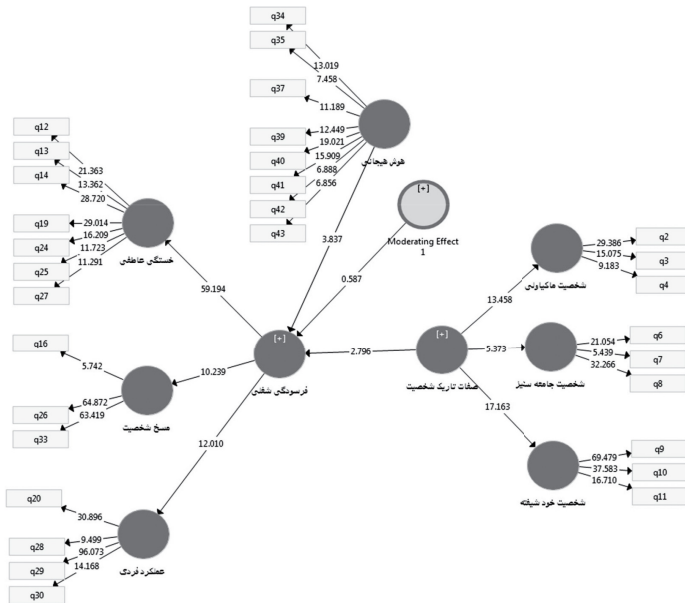 q34
q35
13.019
7.458
q37
11.189
q39
12.449
19.021
q40
15.909
q41
6.888
q42
6.856
q43
هوش هیجانی
q12
q13
q14
21.363
13.362
28.720
q19
29.014
16.209
q24
11.723
q25
11.291
q27
خستگی عاطفی
[+]
Moderating Effect
1
3.837
0.587
59.194
q2
29.386
q3
15.075
q4
9.183
شخصیت ماکیاولی
13.458
q16
5.742
64.872
q26
63.419
q33
مسخ شخصیت
10.239
[+]
فرسودگی شغلی
2.796
[+]
صفات تاریک شخصیت
5.373
q6
21.054
q7
5.439
q8
32.266
شخصیت جامعه ستیز
17.163
12.010
q9
69.479
q10
37.583
q11
16.710
شخصیت خود شیفته
q20
30.896
q28
9.499
96.073
q29
14.168
q30
عملکرد فردی